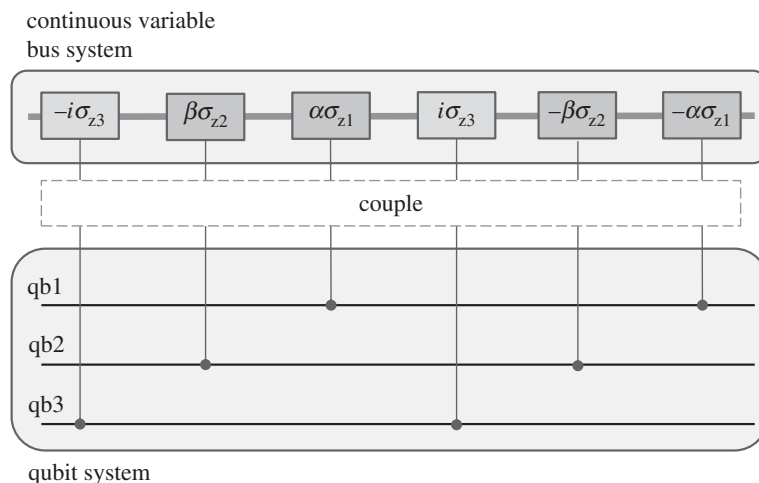 continuous variable
bus system
−iσz3 βσz2 ασz1 iσz3 −βσz2 −ασz1
couple
qb1
qb2
qb3
qubit system